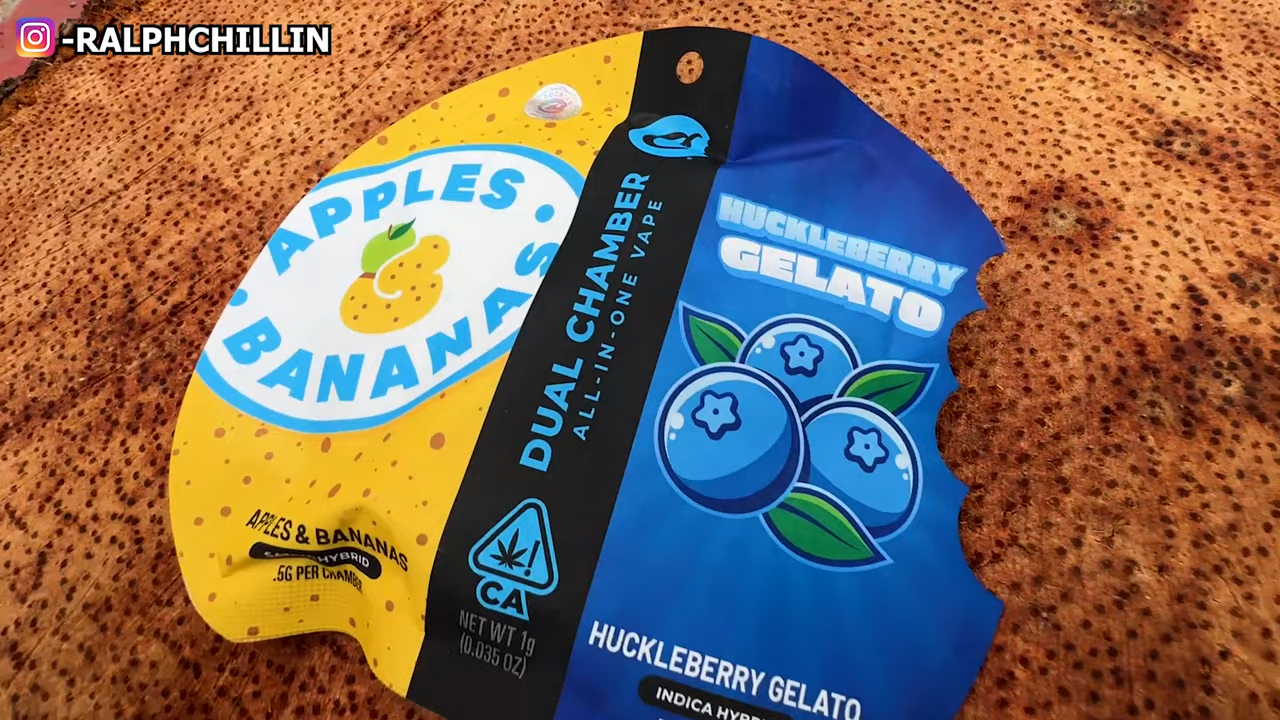 -RALPHCHILLIN
APPLES
BANANAS
APPLES & BANANAS
HYBRID
.5G PER CHAMBER
DUAL CHAMBER
ALL-IN-ONE VAPE
CA
NET WT 1g
(0.035 OZ)
HUCKLEBERRY
GELATO
HUCKLEBERRY GELATO
INDICA